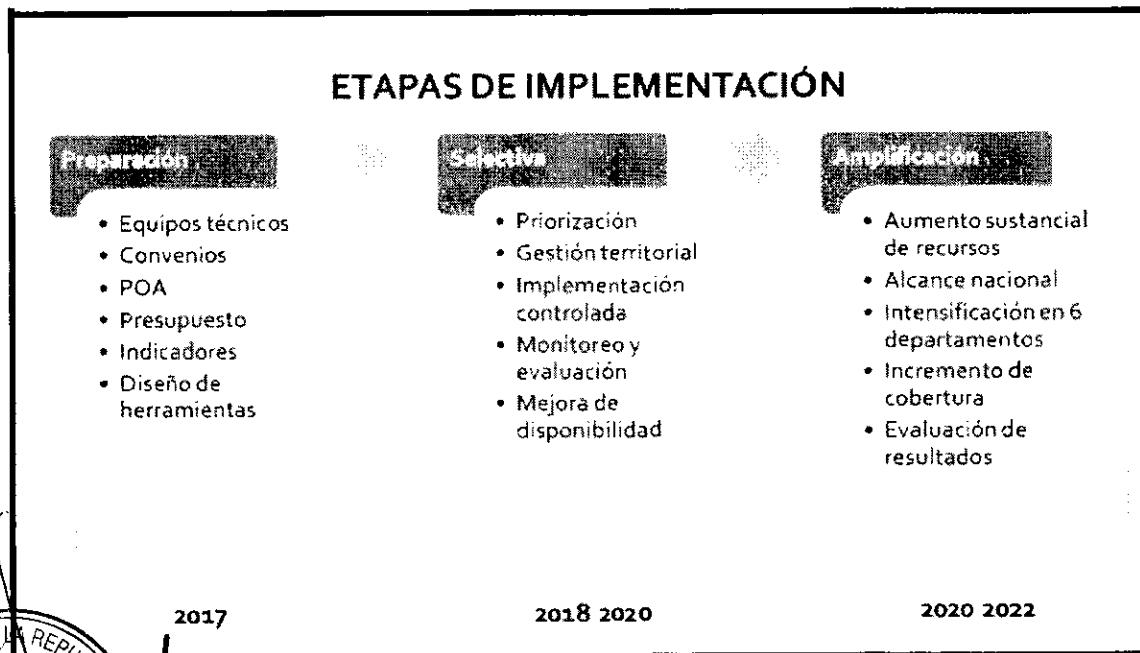 ETAPAS DE IMPLEMENTACIÓN
Preparación
• Equipos técnicos
• Convenios
• POA
• Presupuesto
• Indicadores
• Diseño de
herramientas
2017
Selectiva
• Priorización
• Gestión territorial
• Implementación
controlada
• Monitoreo y
evaluación
• Mejora de
disponibilidad
2018 2020
Amplificación
• Aumento sustancial
de recursos
• Alcance nacional
• Intensificación en 6
departamentos
• Incremento de
cobertura
• Evaluación de
resultados
2020 2022
LA